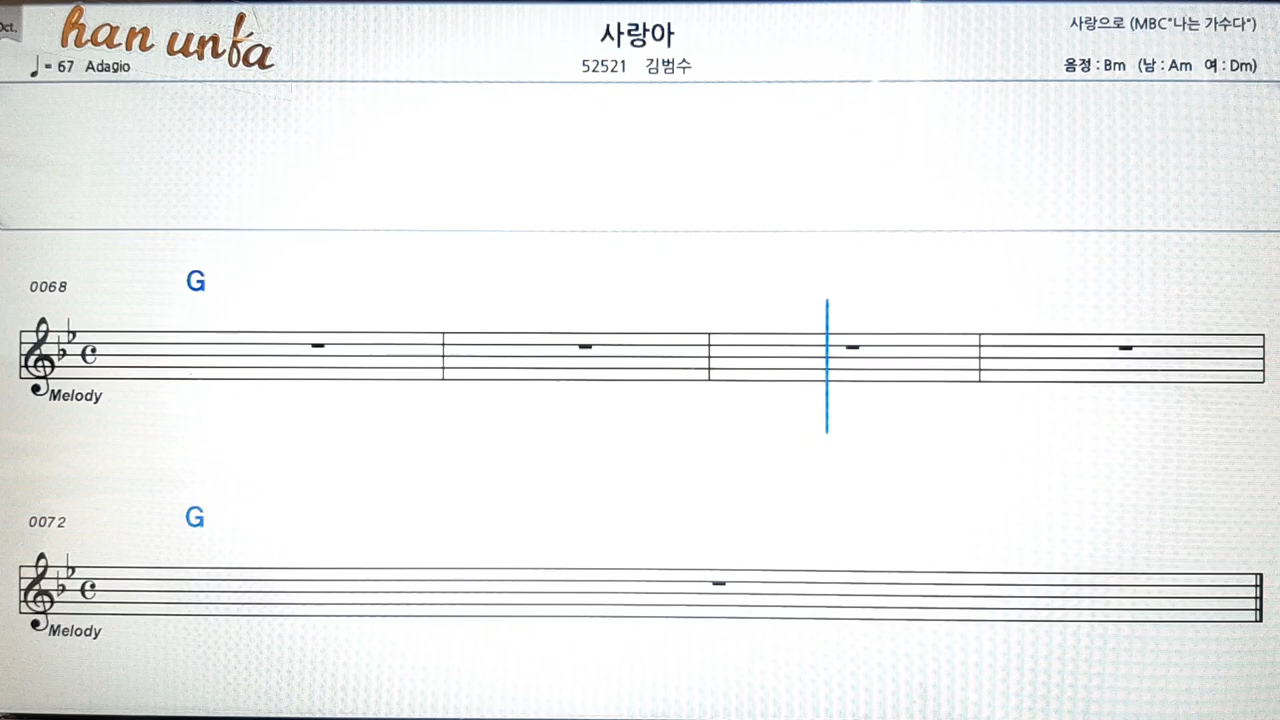 Oct.
han unfa
사랑아
사랑으로 (MBC"나는 가수다")
♩= 67 Adagio
52521 김범수
음정 : Bm (남 : Am 여 : Dm)
0068
G
Melody
0072
G
Melody